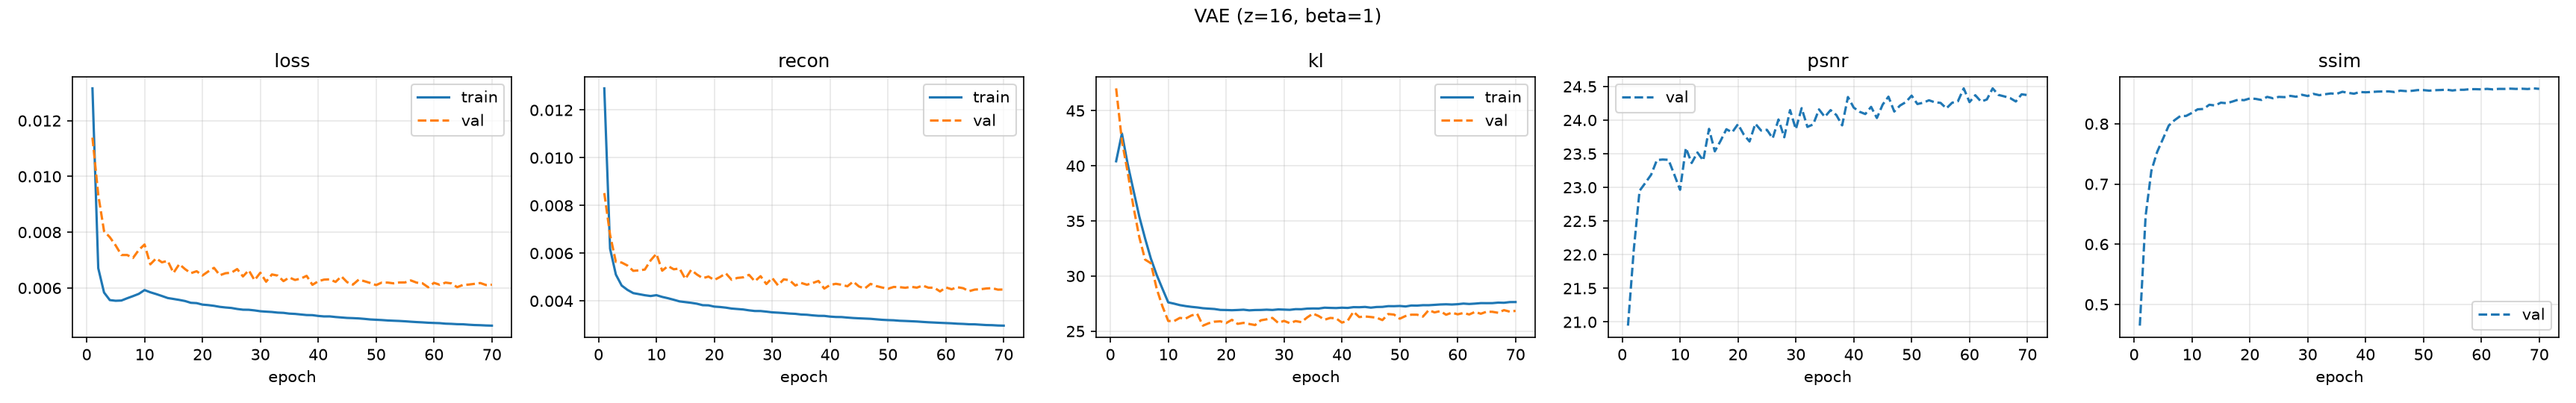 VAE (z=16, beta=1)
loss
train
val
0.012
0.010
0.008
0.006
0 10 20 30 40 50 60 70
epoch
recon
train
val
0.012
0.010
0.008
0.006
0.004
0 10 20 30 40 50 60 70
epoch
kl
train
val
45
40
35
30
25
0 10 20 30 40 50 60 70
epoch
psnr
val
24.5
24.0
23.5
23.0
22.5
22.0
21.5
21.0
0 10 20 30 40 50 60 70
epoch
ssim
0.8
0.7
0.6
0.5
val
0 10 20 30 40 50 60 70
epoch